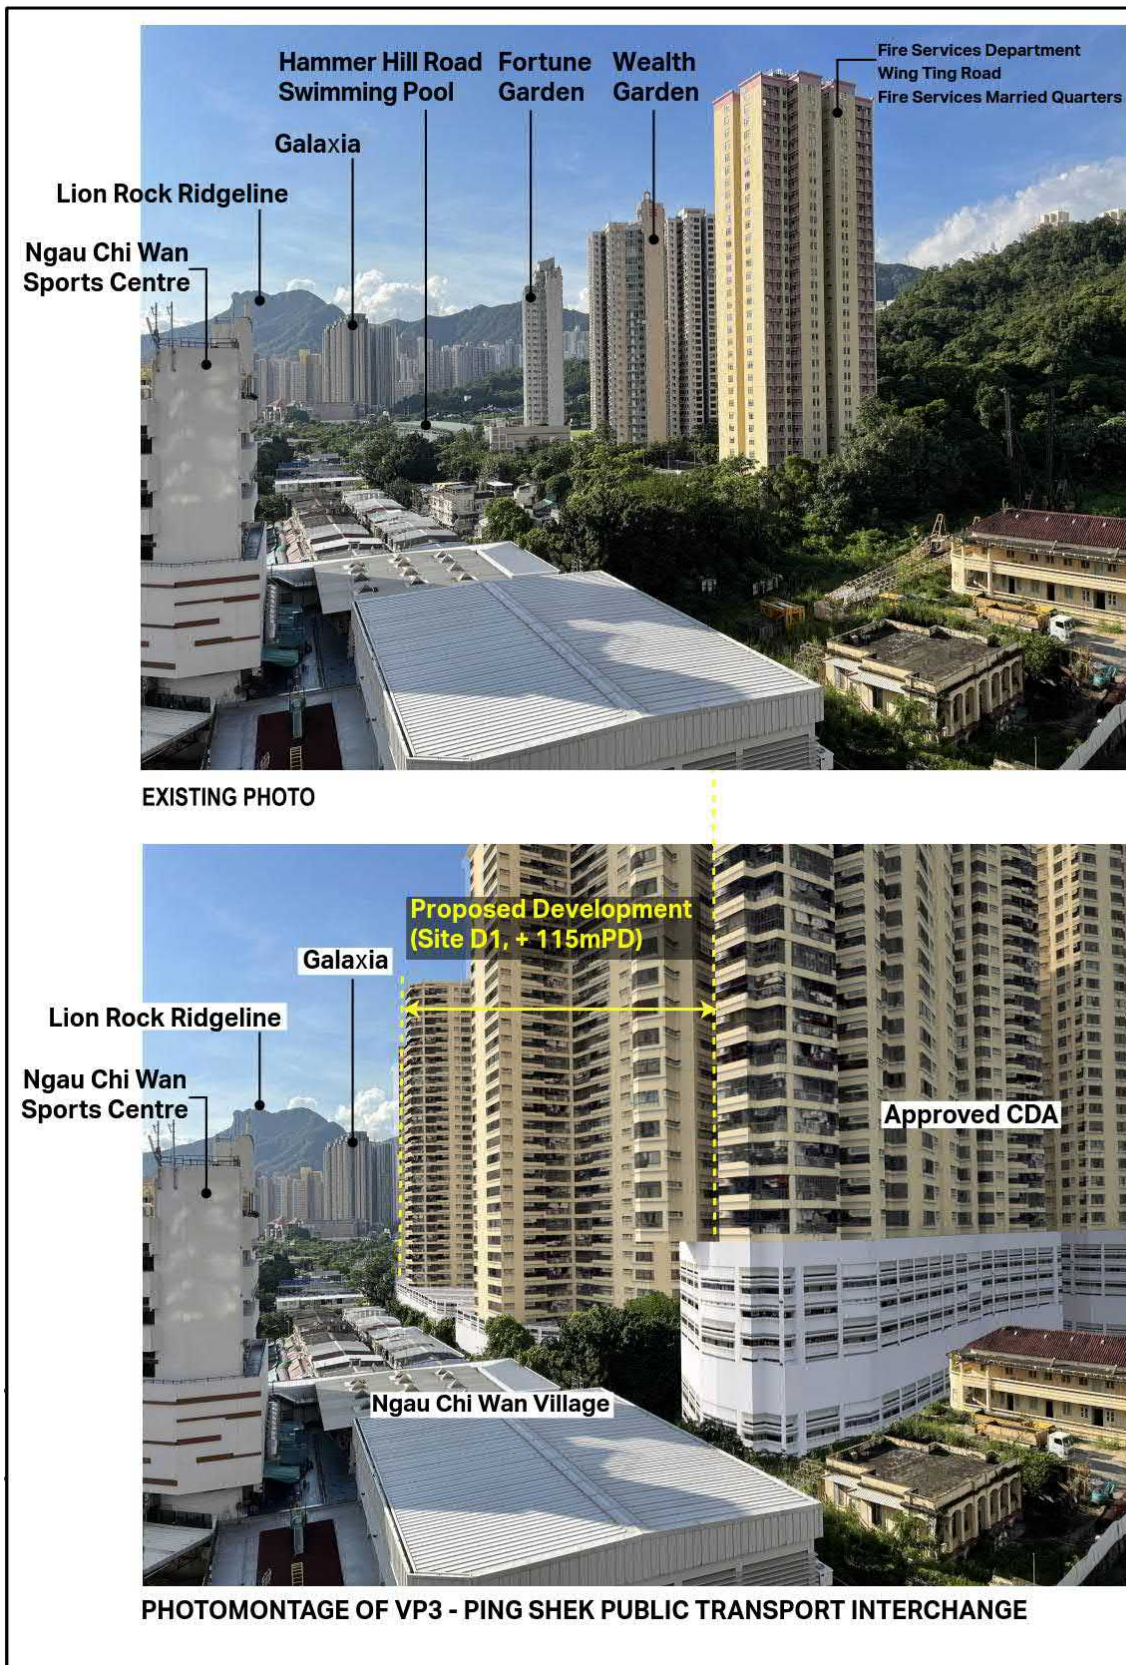 Hammer Hill Road
Swimming Pool
Fortune
Garden
Wealth
Garden
Fire Services Department
Wing Ting Road
Fire Services Married Quarters
Galaxia
Lion Rock Ridgeline
Ngau Chi Wan
Sports Centre
EXISTING PHOTO
Proposed Development
(Site D1, + 115mPD)
Galaxia
Lion Rock Ridgeline
Ngau Chi Wan
Sports Centre
Approved CDA
Ngau Chi Wan Village
PHOTOMONTAGE OF VP3 - PING SHEK PUBLIC TRANSPORT INTERCHANGE